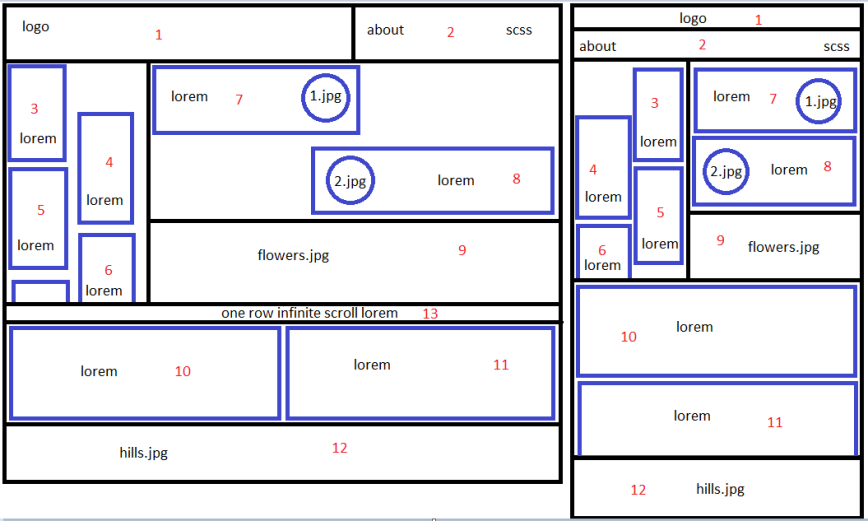 logo 1
about 2 scss
3
lorem
4
lorem
5
lorem
6
lorem
lorem 7 1.jpg
2.jpg lorem 8
flowers.jpg 9
one row infinite scroll lorem 13
lorem 10
lorem 11
hills.jpg 12
logo 1
about 2 scss
3
lorem
4
lorem
5
lorem
6
lorem
lorem 7 1.jpg
2.jpg lorem 8
9 flowers.jpg
10 lorem
lorem 11
12 hills.jpg